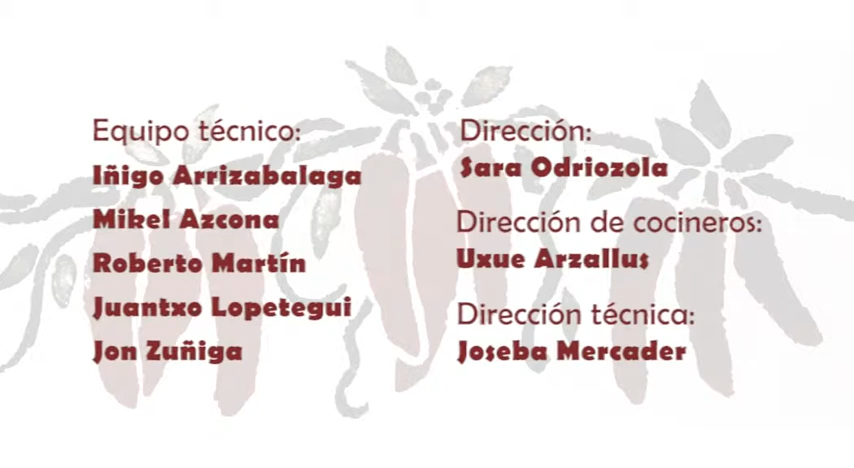 Equipo técnico:
Iñigo Arrizabalaga
Mikel Azcona
Roberto Martín
Juantxo Lopetegui
Jon Zuñiga
Dirección:
Sara Odriozola
Dirección de cocineros:
Uxue Arzallus
Dirección técnica:
Joseba Mercader